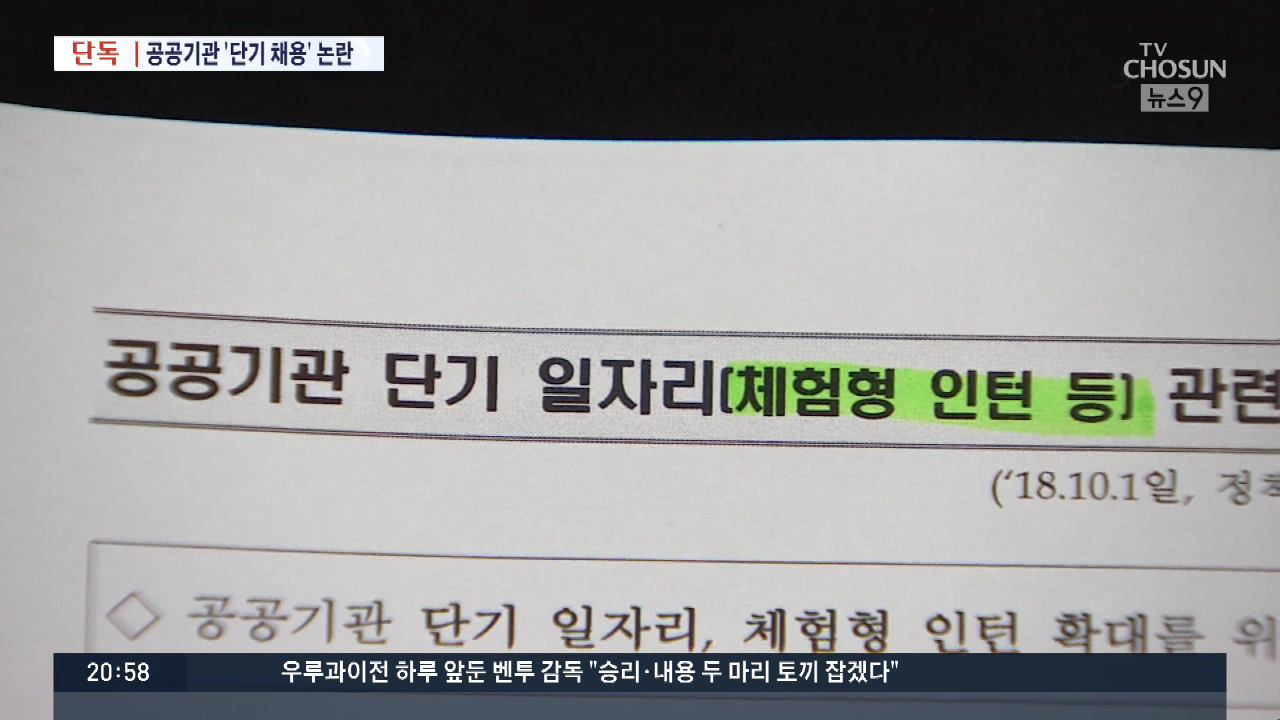 단독 | 공공기관 '단기 채용' 논란
TV
CHOSUN
뉴스9
공공기관 단기 일자리(체험형 인턴 등) 관련
('18.10.1일,
◇ 공공기관 단기 일자리, 체험형 인턴 확대를
20:58 우루과이전 하루 앞둔 벤투 감독 "승리·내용 두 마리 토끼 잡겠다"